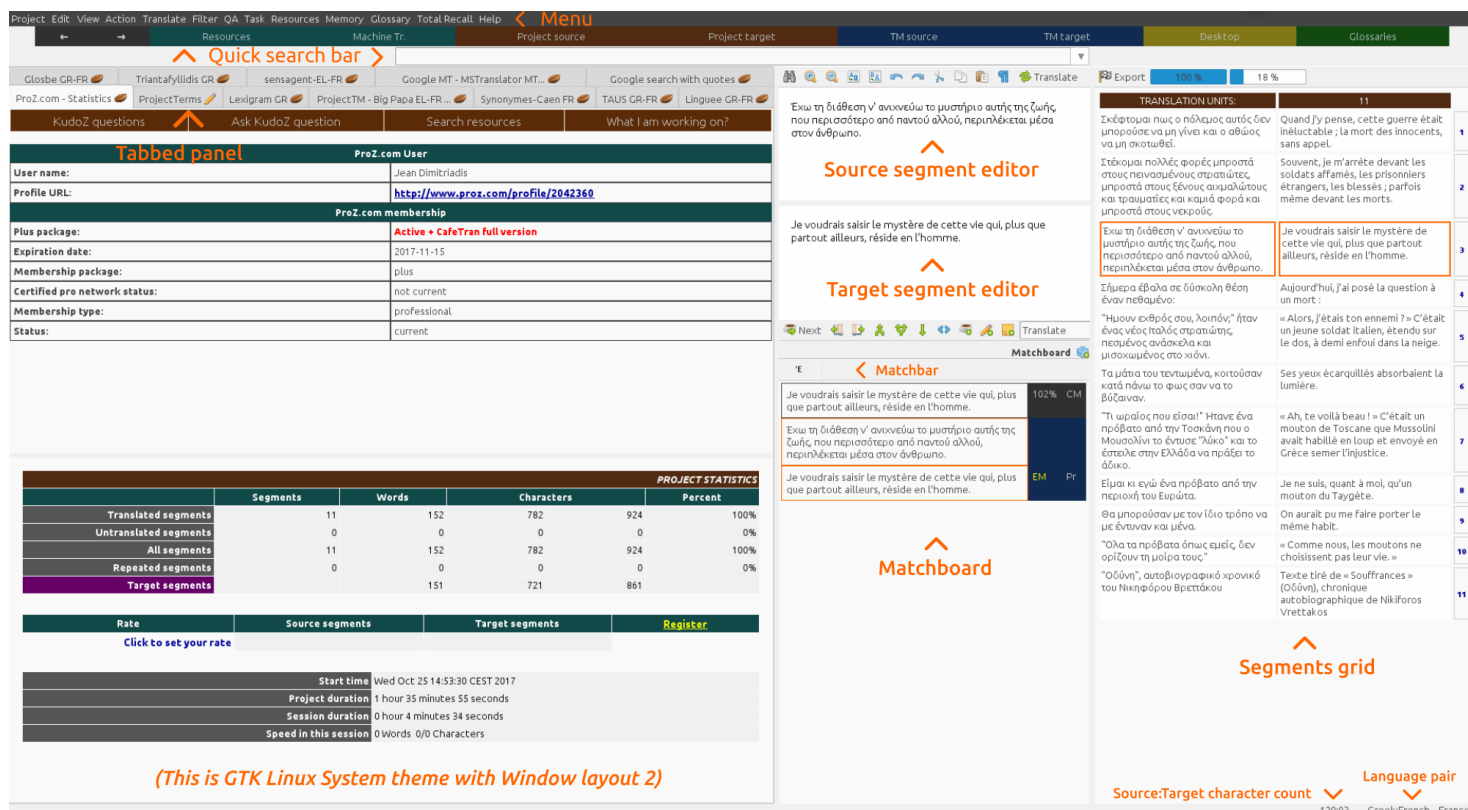 Project Edit View Action Translate Filter QA Task Resources Memory Glossary Total Recall Help < Menu
← → Resources Machine Tr. Project source Project target TM source TM target Desktop Glossaries
Quick search bar >
Glosbe GR-FR Triantafyllidis GR sensagent-EL-FR Google MT - MSTranslator MT... Google search with quotes
ProZ.com - Statistics ProjectTerms Lexigram GR ProjectTM - Big Papa EL-FR ... Synonymes-Caen FR TAUS GR-FR Linguee GR-FR
KudoZ questions Ask KudoZ question Search resources What I am working on?
Tabbed panel
ProZ.com User
User name: Jean Dimitriadis
Profile URL: http://www.proz.com/profile/2042360
ProZ.com membership
Plus package: Active + CafeTran full version
Expiration date: 2017-11-15
Membership package: plus
Certified pro network status: not current
Membership type: professional
Status: current
PROJECT STATISTICS
Segments Words Characters Percent
Translated segments 11 152 782 924 100%
Untranslated segments 0 0 0 0 0%
All segments 11 152 782 924 100%
Repeated segments 0 0 0 0 0%
Target segments 151 721 861
Rate Source segments Target segments Register
Click to set your rate
Start time Wed Oct 25 14:53:30 CEST 2017
Project duration 1 hour 35 minutes 55 seconds
Session duration 0 hour 4 minutes 34 seconds
Speed in this session 0 Words 0/0 Characters
(This is GTK Linux System theme with Window layout 2)
Translate
Έχω τη διάθεση ν' ανιχνεύω το μυστήριο αυτής της ζωής,
που περισσότερο από παντού αλλού, περιπλέκεται μέσα
στον άνθρωπο.
Source segment editor
Je voudrais saisir le mystère de cette vie qui, plus que
partout ailleurs, réside en l'homme.
Target segment editor
Next Translate
Matchboard
'Έ
< Matchbar
Je voudrais saisir le mystère de cette vie qui, plus
que partout ailleurs, réside en l'homme.
102% CM
Έχω τη διάθεση ν' ανιχνεύω το μυστήριο αυτής της
ζωής, που περισσότερο από παντού αλλού,
περιπλέκεται μέσα στον άνθρωπο.
Je voudrais saisir le mystère de cette vie qui, plus
que partout ailleurs, réside en l'homme.
EM Pr
Matchboard
Export 100 % 18 %
TRANSLATION UNITS: 11
Σκέφτομαι πως ο πόλεμος αυτός δεν
μπορούσε να μη γίνει και ο αθώος
να μη σκοτωθεί.
Quand j'y pense, cette guerre était
inéluctable ; la mort des innocents,
sans appel.
1
Στέκομαι πολλές φορές μπροστά
στους πεινασμένους στρατιώτες,
μπροστά στους ξένους αιχμαλώτους
και τραυματίες και καμιά φορά και
μπροστά στους νεκρούς.
Souvent, je m'arrête devant les
soldats affamés, les prisonniers
étrangers, les blessés ; parfois
même devant les morts.
2
Έχω τη διάθεση ν' ανιχνεύω το
μυστήριο αυτής της ζωής, που
περισσότερο από παντού αλλού,
περιπλέκεται μέσα στον άνθρωπο.
Je voudrais saisir le mystère de
cette vie qui, plus que partout
ailleurs, réside en l'homme.
3
Σήμερα έβαλα σε δύσκολη θέση
έναν πεθαμένο:
Aujourd'hui, j'ai posé la question à
un mort :
4
"Ήμουν εχθρός σου, λοιπόν;" ήταν
ένας νέος Ιταλός στρατιώτης,
πεσμένος ανάσκελα και
μισοχωμένος στο χιόνι.
« Alors, j'étais ton ennemi ? » C'était
un jeune soldat italien, étendu sur
le dos, à demi enfoui dans la neige.
5
Τα μάτια του τεντωμένα, κοιτούσαν
κατά πάνω το φως σαν να το
βύζαιναν.
Ses yeux écarquillés absorbaient la
lumière.
6
"Τι ωραίος που είσαι!" Ήτανε ένα
πρόβατο από την Τοσκάνη που ο
Μουσολίνι το έντυσε "λύκο" και το
έστειλε στην Ελλάδα να πράξει το
άδικο.
« Ah, te voilà beau ! » C'était un
mouton de Toscane que Mussolini
avait habillé en loup et envoyé en
Grèce semer l'injustice.
7
Είμαι κι εγώ ένα πρόβατο από την
περιοχή του Ευρώτα.
Je ne suis, quant à moi, qu'un
mouton du Taygète.
8
Θα μπορούσαν με τον ίδιο τρόπο να
με έντυναν και μένα.
On aurait pu me faire porter le
même habit.
9
"Όλα τα πρόβατα όπως εμείς, δεν
ορίζουν τη μοίρα τους."
« Comme nous, les moutons ne
choisissent pas leur vie. »
10
"Οδύνη", αυτοβιογραφικό χρονικό
του Νικηφόρου Βρεττάκου
Texte tiré de « Souffrances »
(Οδύνη), chronique
autobiographique de Nikiforos
Vrettakos
11
Segments grid
Language pair
Source:Target character count